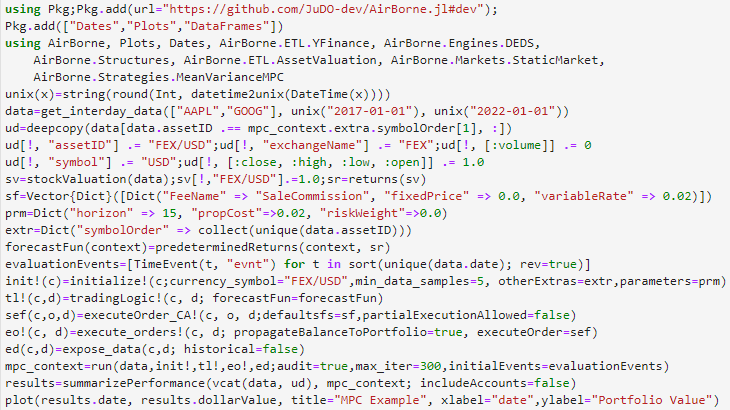 using Pkg;Pkg.add(url="https://github.com/JuDO-dev/AirBorne.jl#dev");
Pkg.add(["Dates","Plots","DataFrames"])
using AirBorne, Plots, Dates, AirBorne.ETL.YFinance, AirBorne.Engines.DEDS,
    AirBorne.Structures, AirBorne.ETL.AssetValuation, AirBorne.Markets.StaticMarket,
    AirBorne.Strategies.MeanVarianceMPC
unix(x)=string(round(Int, datetime2unix(DateTime(x))))
data=get_interday_data(["AAPL","GOOG"], unix("2017-01-01"), unix("2022-01-01"))
ud=deepcopy(data[data.assetID .== mpc_context.extra.symbolOrder[1], :])
ud[!, "assetID"] .= "FEX/USD";ud[!, "exchangeName"] .= "FEX";ud[!, [:volume]] .= 0
ud[!, "symbol"] .= "USD";ud[!, [:close, :high, :low, :open]] .= 1.0
sv=stockValuation(data);sv[!,"FEX/USD"].=1.0;sr=returns(sv)
sf=Vector{Dict}([Dict("FeeName" => "SaleCommission", "fixedPrice" => 0.0, "variableRate" => 0.02)])
prm=Dict("horizon" => 15, "propCost"=>0.02, "riskWeight"=>0.0)
extr=Dict("symbolOrder" => collect(unique(data.assetID)))
forecastFun(context)=predeterminedReturns(context, sr)
evaluationEvents=[TimeEvent(t, "evnt") for t in sort(unique(data.date); rev=true)]
init!(c)=initialize!(c;currency_symbol="FEX/USD",min_data_samples=5, otherExtras=extr,parameters=prm)
tl!(c,d)=tradingLogic!(c, d; forecastFun=forecastFun)
sef(c,o,d)=executeOrder_CA!(c, o, d;defaultsfs=sf,partialExecutionAllowed=false)
eo!(c, d)=execute_orders!(c, d; propagateBalanceToPortfolio=true, executeOrder=sef)
ed(c,d)=expose_data(c,d; historical=false)
mpc_context=run(data,init!,tl!,eo!,ed;audit=true,max_iter=300,initialEvents=evaluationEvents)
results=summarizePerformance(vcat(data, ud), mpc_context; includeAccounts=false)
plot(results.date, results.dollarValue, title="MPC Example", xlabel="date",ylabel="Portfolio Value")